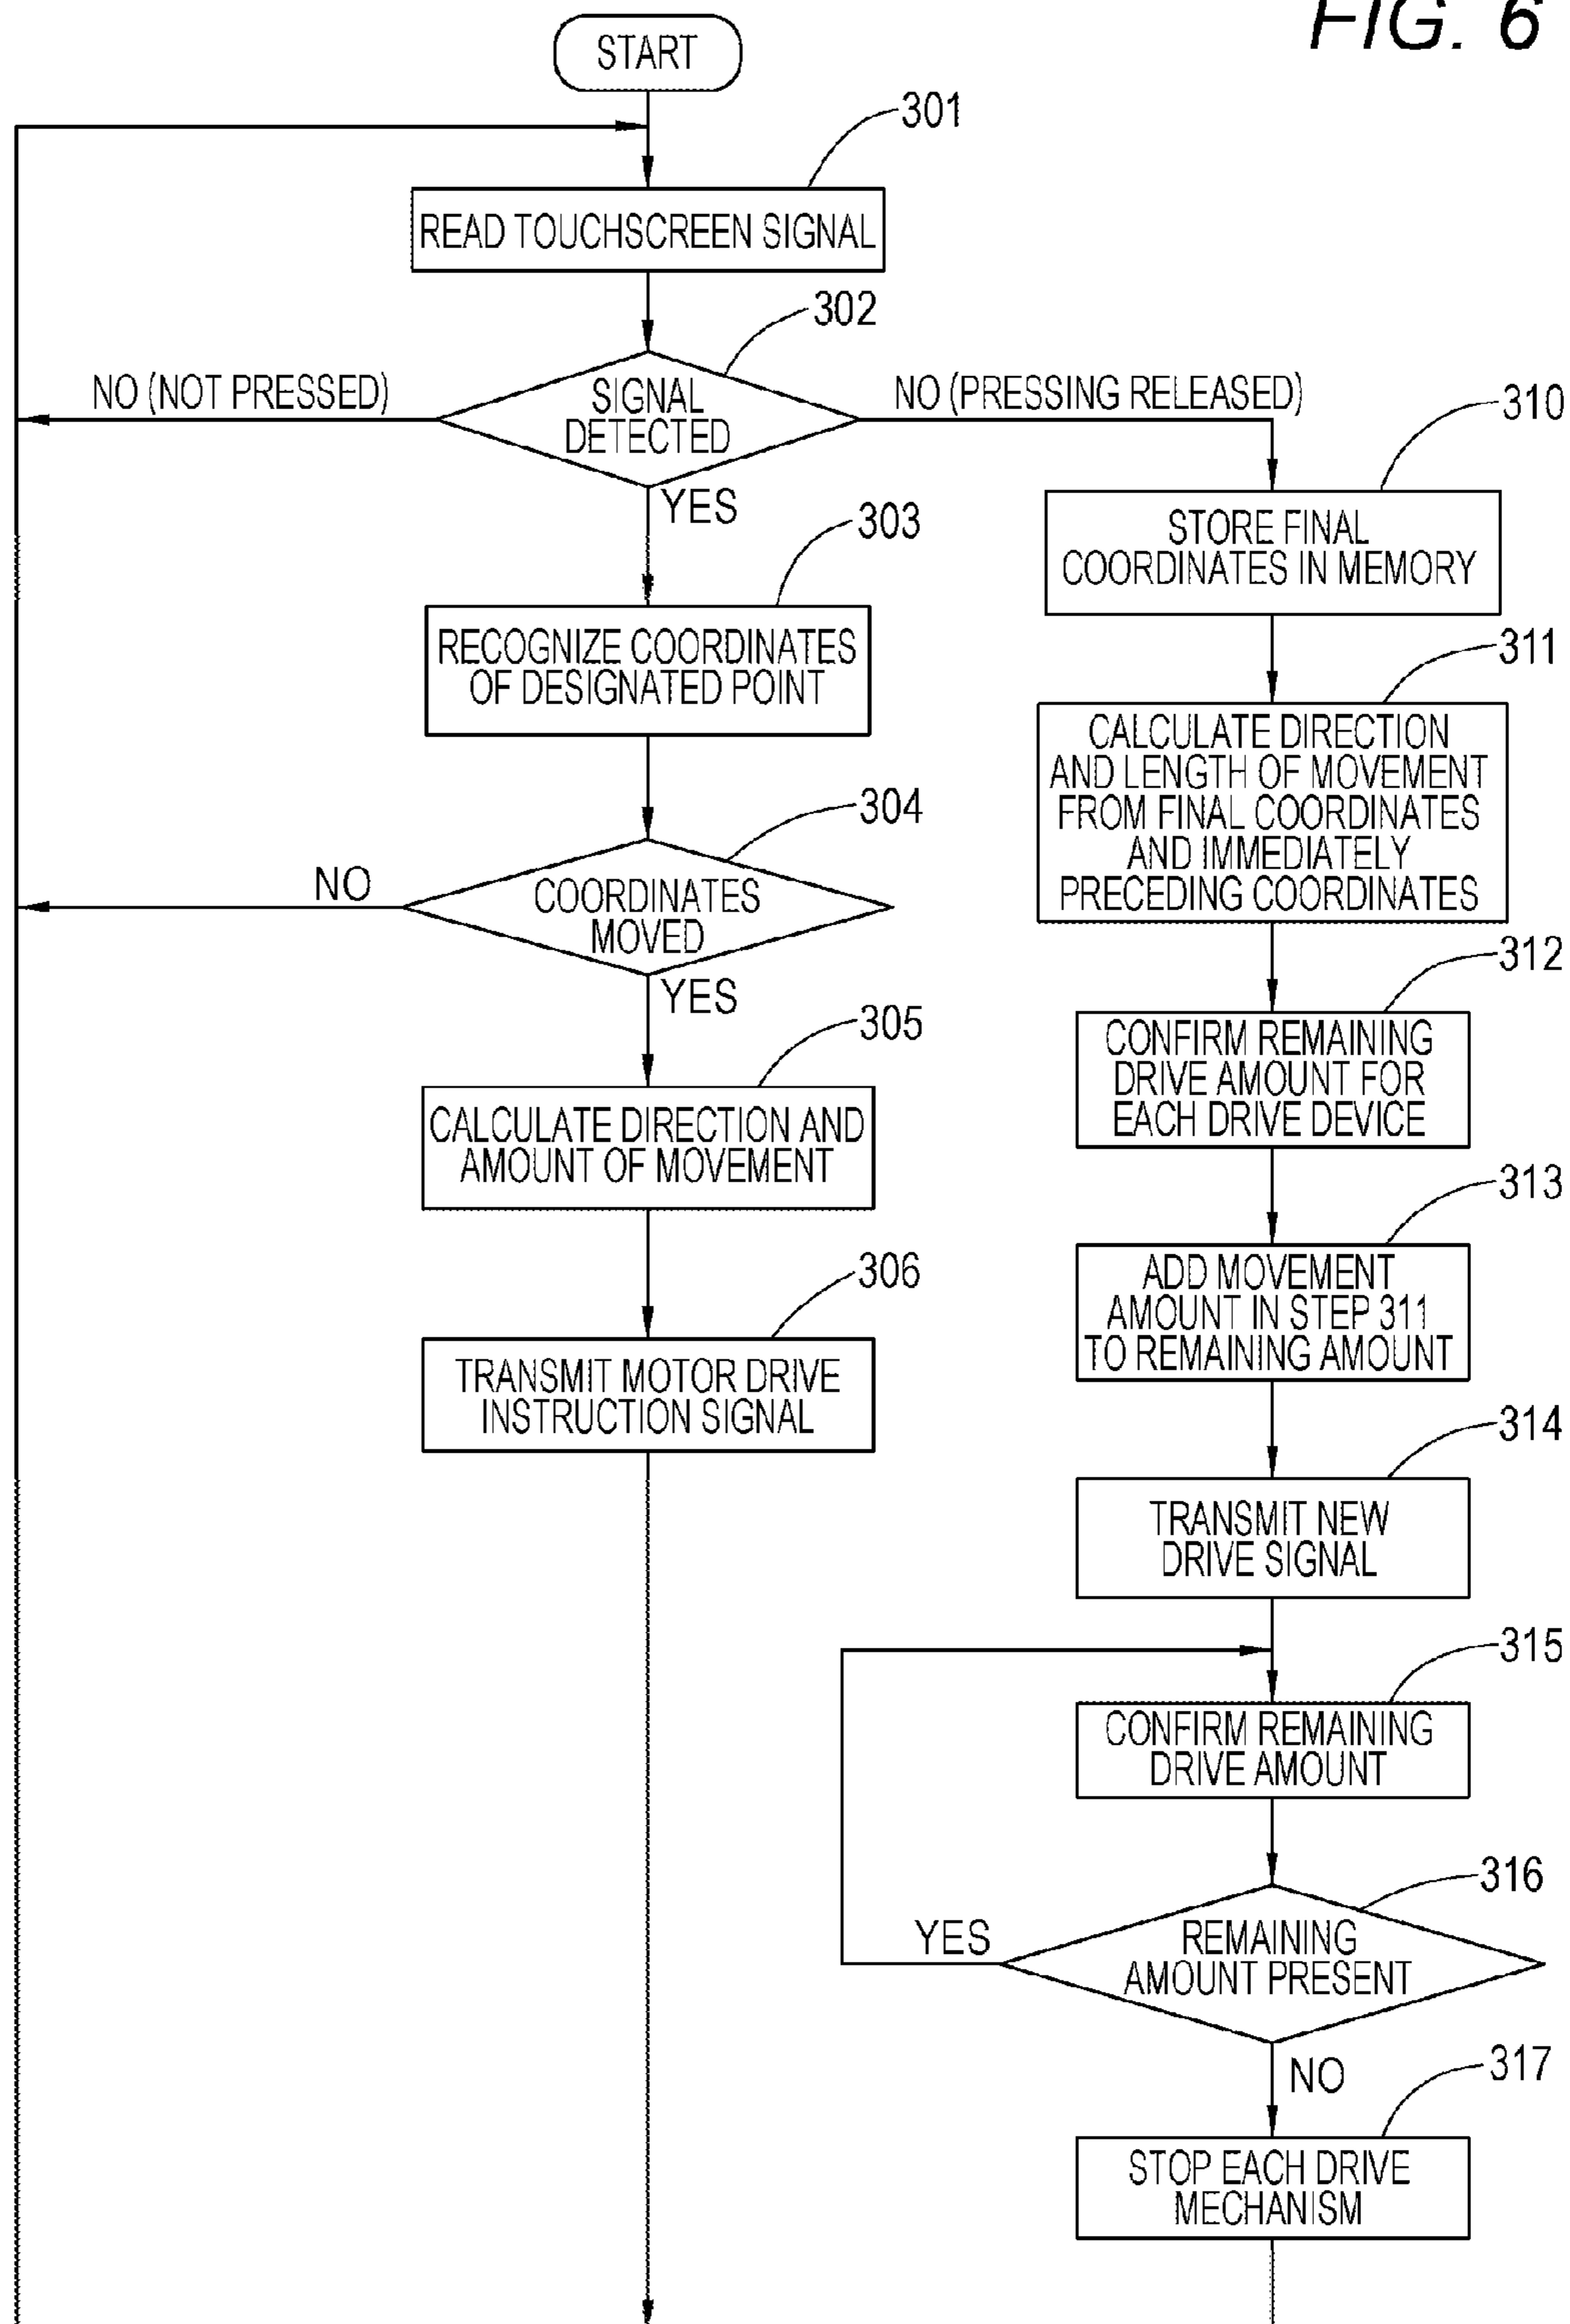 FIG. 6
START
301
READ TOUCHSCREEN SIGNAL
302
NO (NOT PRESSED)
SIGNAL
DETECTED
NO (PRESSING RELEASED)
YES
303
RECOGNIZE COORDINATES
OF DESIGNATED POINT
304
NO
COORDINATES
MOVED
YES
305
CALCULATE DIRECTION AND
AMOUNT OF MOVEMENT
306
TRANSMIT MOTOR DRIVE
INSTRUCTION SIGNAL
310
STORE FINAL
COORDINATES IN MEMORY
311
CALCULATE DIRECTION
AND LENGTH OF MOVEMENT
FROM FINAL COORDINATES
AND IMMEDIATELY
PRECEDING COORDINATES
312
CONFIRM REMAINING
DRIVE AMOUNT FOR
EACH DRIVE DEVICE
313
ADD MOVEMENT
AMOUNT IN STEP 311
TO REMAINING AMOUNT
314
TRANSMIT NEW
DRIVE SIGNAL
315
CONFIRM REMAINING
DRIVE AMOUNT
316
YES
REMAINING
AMOUNT PRESENT
NO
317
STOP EACH DRIVE
MECHANISM